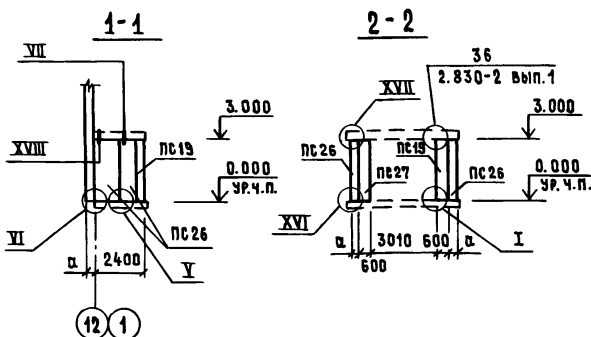 1-1
VII
3.000
XVIII
ПС19
0.000
УР.Ч.П.
VI
ПС26
а
2400
V
12
1
2-2
36
2.830-2 ВЫП.1
XVII
3.000
ПС26
ПС19
0.000
УР.Ч.П.
ПС27
ПС26
XVI
а
3010
600
а
I
600